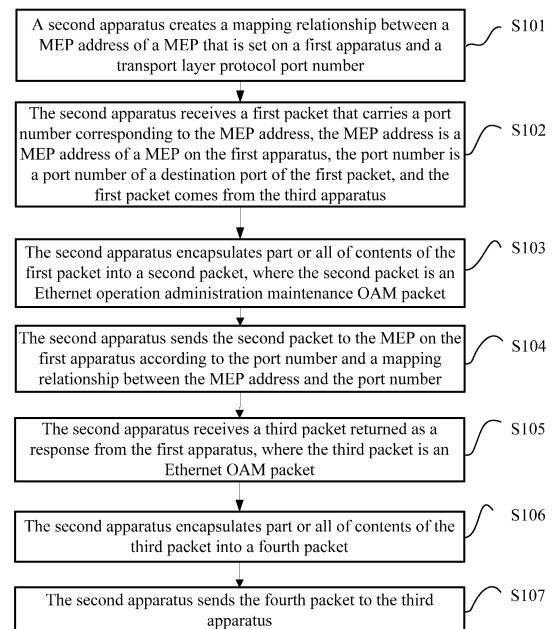 A second apparatus creates a mapping relationship between a
MEP address of a MEP that is set on a first apparatus and a
transport layer protocol port number
S101
The second apparatus receives a first packet that carries a port
number corresponding to the MEP address, the MEP address is a
MEP address of a MEP on the first apparatus, the port number is
a port number of a destination port of the first packet, and the
first packet comes from the third apparatus
S102
The second apparatus encapsulates part or all of contents of the
first packet into a second packet, where the second packet is an
Ethernet operation administration maintenance OAM packet
S103
The second apparatus sends the second packet to the MEP on the
first apparatus according to the port number and a mapping
relationship between the MEP address and the port number
S104
The second apparatus receives a third packet returned as a
response from the first apparatus, where the third packet is an
Ethernet OAM packet
S105
The second apparatus encapsulates part or all of contents of the
third packet into a fourth packet
S106
The second apparatus sends the fourth packet to the third
apparatus
S107